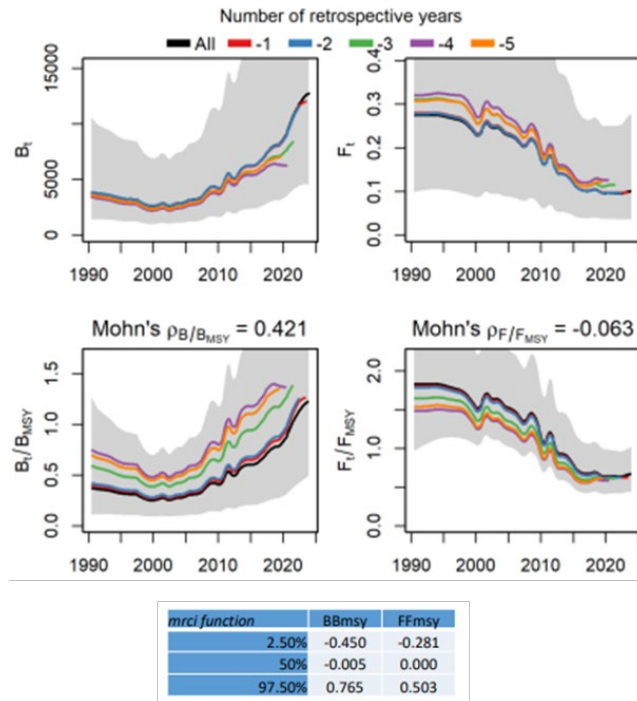 Number of retrospective years
All -1 -2 -3 -4 -5
Bt
15000
5000
0
1990 2000 2010 2020
Ft
0.4
0.3
0.2
0.1
0.0
1990 2000 2010 2020
Mohn's ρB/BMSY = 0.421
Bt/BMSY
1.5
1.0
0.5
0.0
1990 2000 2010 2020
Mohn's ρF/FMSY = -0.063
Ft/FMSY
2.0
1.0
0.0
1990 2000 2010 2020
mrci function BBmsy FFmsy
2.50% -0.450 -0.281
50% -0.005 0.000
97.50% 0.765 0.503